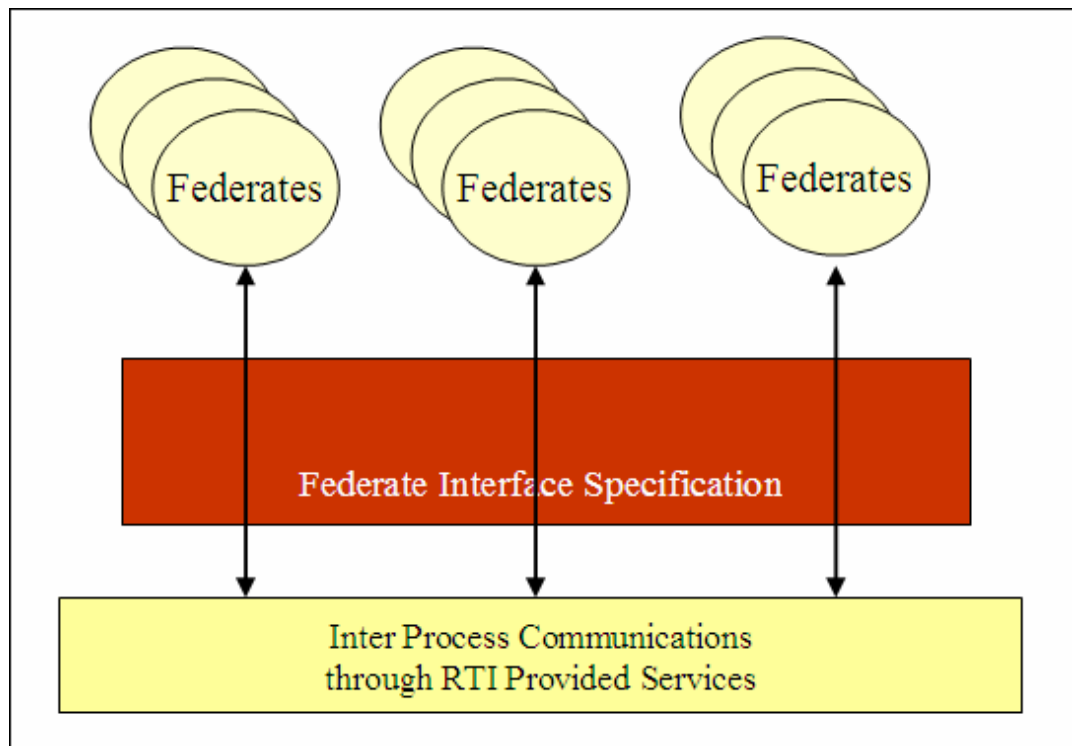 Federates
Federates
Federates
Federate Interface Specification
Inter Process Communications
through RTI Provided Services